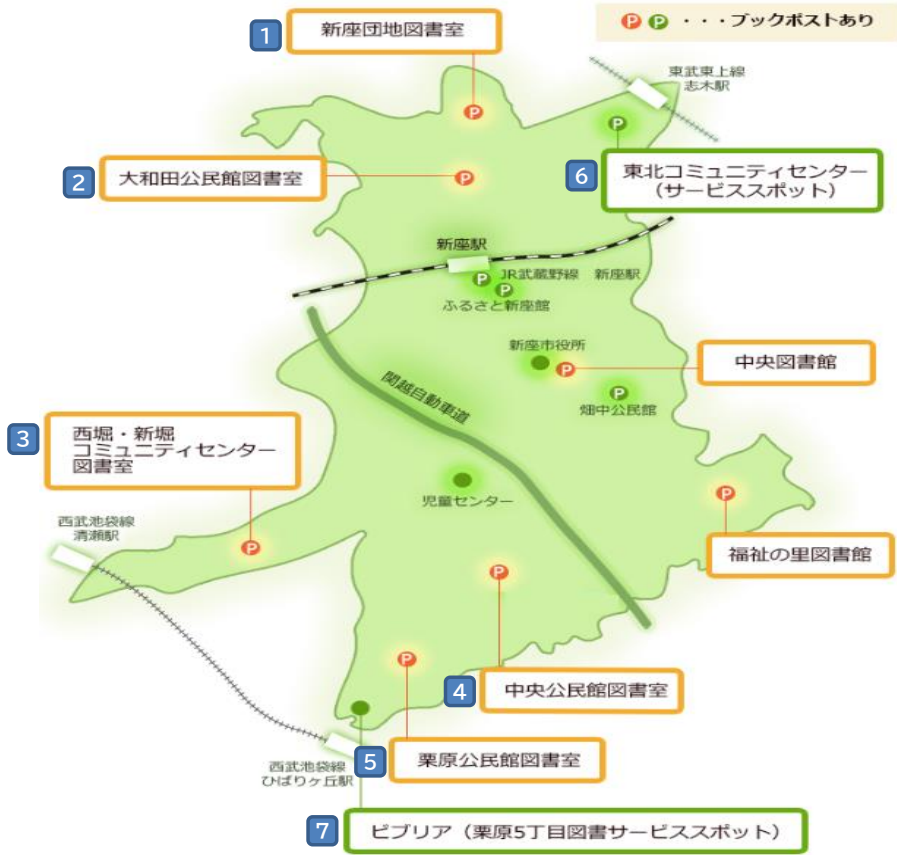 1
新座団地図書室
P P ・・・ブックポストあり
東武東上線
志木駅
P
P
2
大和田公民館図書室
P
6
東北コミュニティセンター
（サービススポット）
新座駅
P
JR武蔵野線 新座駅
P
ふるさと新座館
新座市役所
P
中央図書館
関越自動車道
P
畑中公民館
3
西堀・新堀
コミュニティセンター
図書室
児童センター
P
西武池袋線
清瀬駅
P
福祉の里図書館
P
P
4
中央公民館図書室
5
栗原公民館図書室
西武池袋線
ひばりヶ丘駅
7
ビブリア（栗原5丁目図書サービススポット）